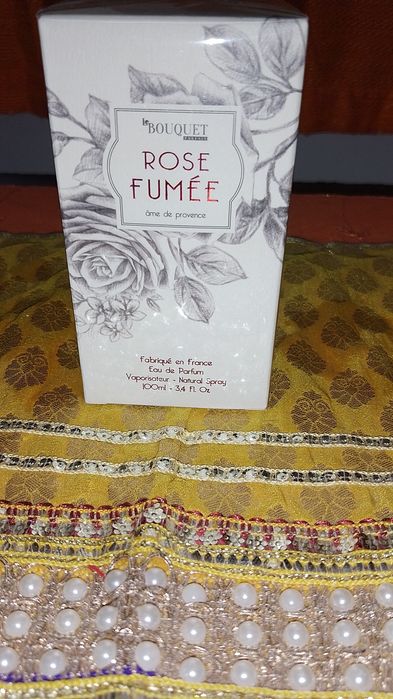 le BOUQUET
PARFUMÉ
ROSE
FUMÉE
âme de provence
Fabriqué en France
Eau de Parfum
Vaporisateur - Natural Spray
100ml - 3.4 Fl. Oz.